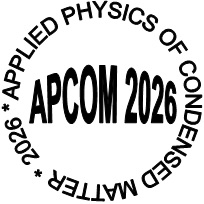 * 2026 * APPLIED PHYSICS OF CONDENSED MATTER
APCOM 2026